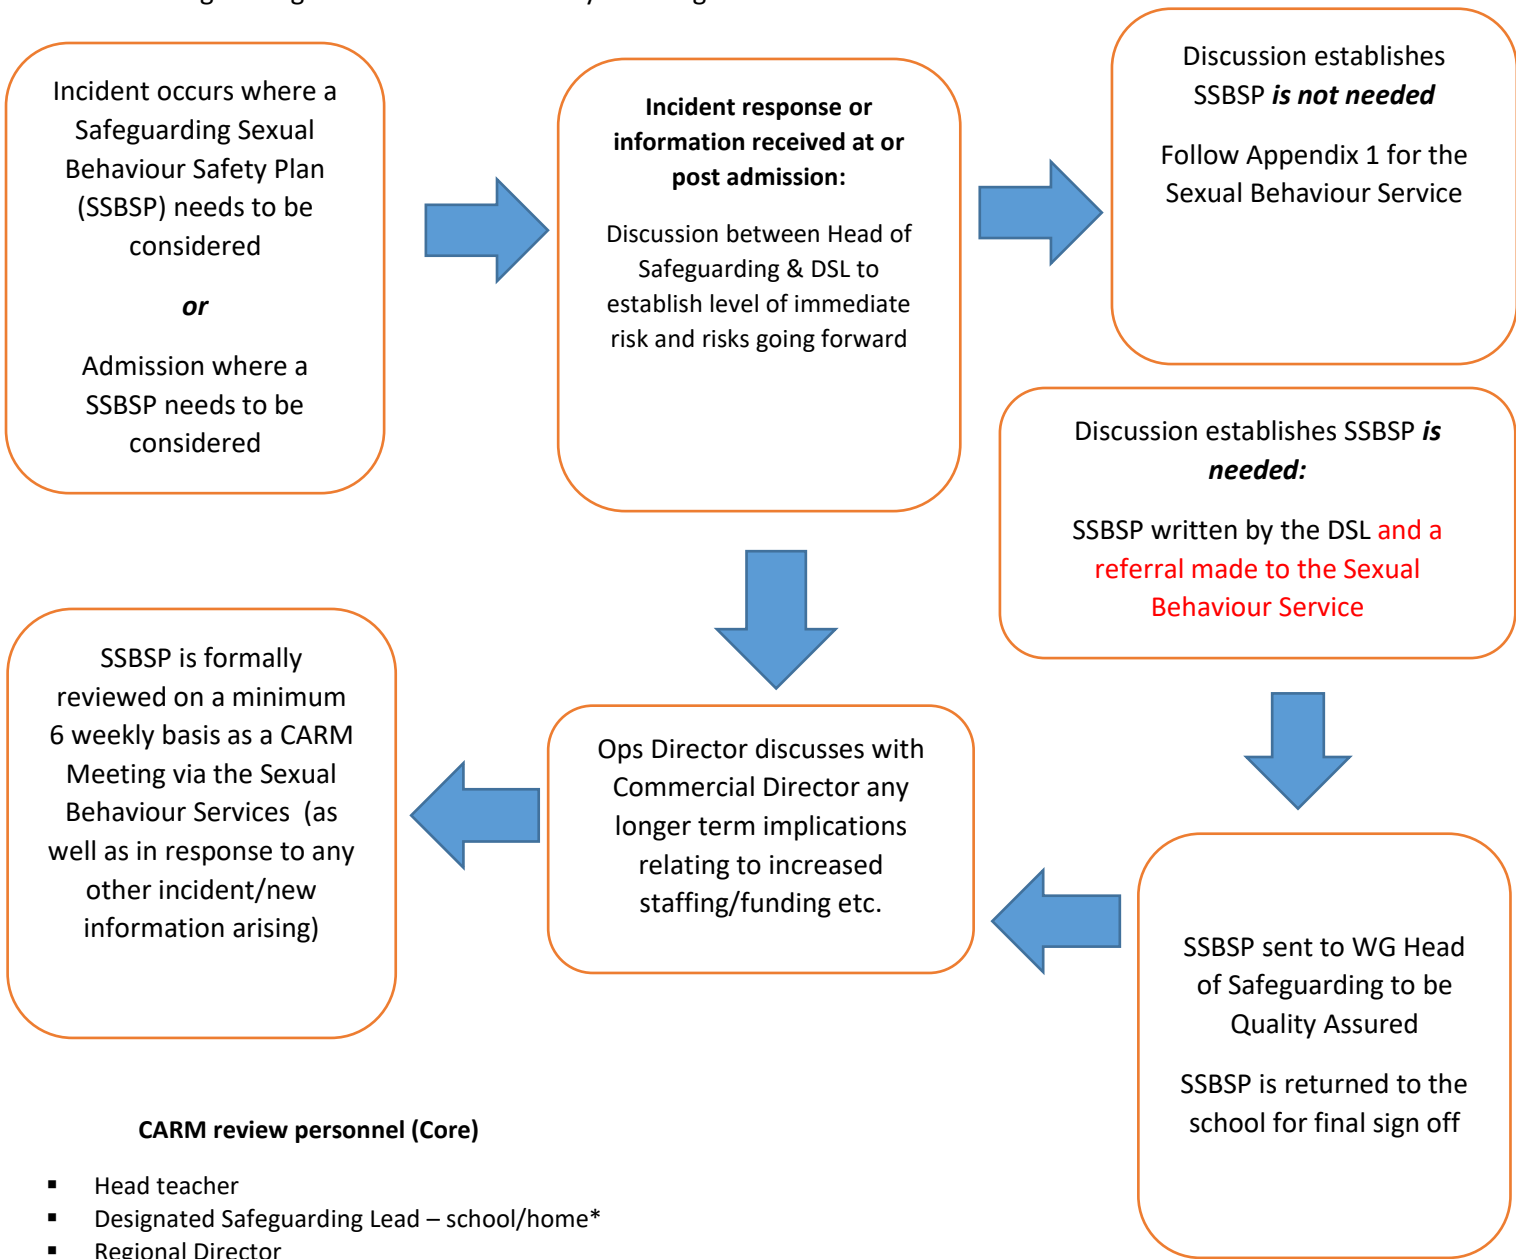 Incident occurs where a
Safeguarding Sexual
Behaviour Safety Plan
(SSBSP) needs to be
considered
or
Admission where a
SSBSP needs to be
considered
Incident response or
information received at or
post admission:
Discussion between Head of
Safeguarding & DSL to
establish level of immediate
risk and risks going forward
Discussion establishes
SSBSP is not needed
Follow Appendix 1 for the
Sexual Behaviour Service
Discussion establishes SSBSP is
needed:
SSBSP written by the DSL and a
referral made to the Sexual
Behaviour Service
SSBSP sent to WG Head
of Safeguarding to be
Quality Assured
SSBSP is returned to the
school for final sign off
Ops Director discusses with
Commercial Director any
longer term implications
relating to increased
staffing/funding etc.
SSBSP is formally
reviewed on a minimum
6 weekly basis as a CARM
Meeting via the Sexual
Behaviour Services (as
well as in response to any
other incident/new
information arising)
CARM review personnel (Core)
▪ Head teacher
▪ Designated Safeguarding Lead – school/home*
▪ Regional Director